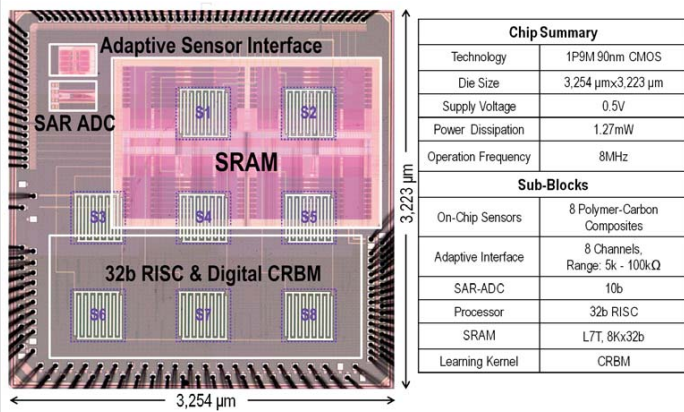 Adaptive Sensor Interface
SAR ADC
S1
S2
SRAM
S3
S4
S5
32b RISC & Digital CRBM
S6
S7
S8
3,223 µm
3,254 µm
Chip Summary
Technology 1P9M 90nm CMOS
Die Size 3,254 µmx3,223 µm
Supply Voltage 0.5V
Power Dissipation 1.27mW
Operation Frequency 8MHz
Sub-Blocks
On-Chip Sensors 8 Polymer-Carbon
Composites
Adaptive Interface 8 Channels,
Range: 5k - 100kΩ
SAR-ADC 10b
Processor 32b RISC
SRAM L7T, 8Kx32b
Learning Kernel CRBM